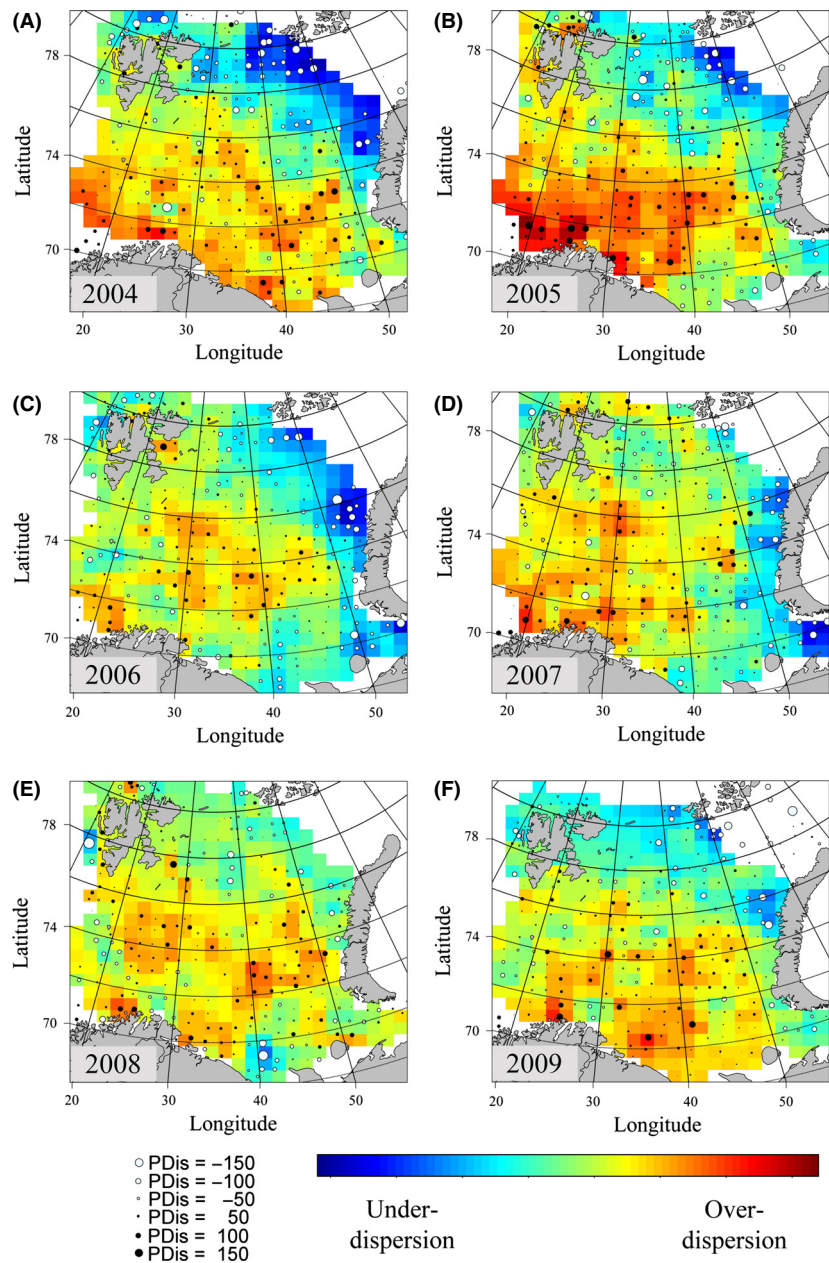 (A)
78
74
70
Latitude
2004
20
30
40
50
Longitude
(B)
78
74
70
Latitude
2005
20
30
40
50
Longitude
(C)
78
74
70
Latitude
2006
20
30
40
50
Longitude
(D)
78
74
70
Latitude
2007
20
30
40
50
Longitude
(E)
78
74
70
Latitude
2008
20
30
40
50
Longitude
(F)
78
74
70
Latitude
2009
20
30
40
50
Longitude
PDis = -150
PDis = -100
PDis = -50
PDis = 50
PDis = 100
PDis = 150
Under-
dispersion
Over-
dispersion